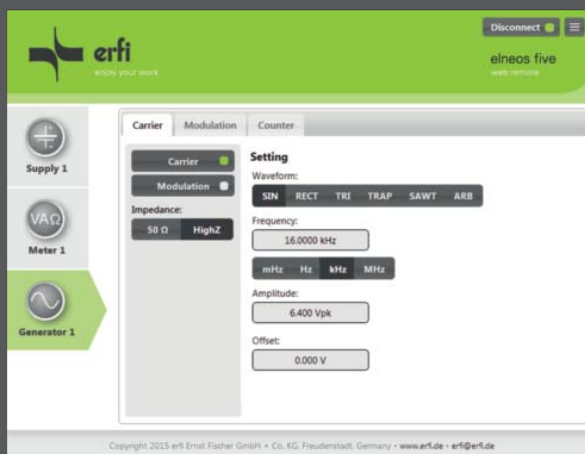 Disconnect
erfi
enjoy your work
elneos five
web remote
Supply 1
VAΩ
Meter 1
Generator 1
Carrier Modulation Counter
Carrier
Modulation
Impedance:
50 Ω HighZ
Setting
Waveform:
SIN RECT TRI TRAP SAWT ARB
Frequency:
16.0000 kHz
mHz Hz kHz MHz
Amplitude:
6.400 Vpk
Offset:
0.000 V
Copyright 2015 erfi Ernst Fischer GmbH + Co. KG, Freudenstadt, Germany - www.erfi.de - erfi@erfi.de